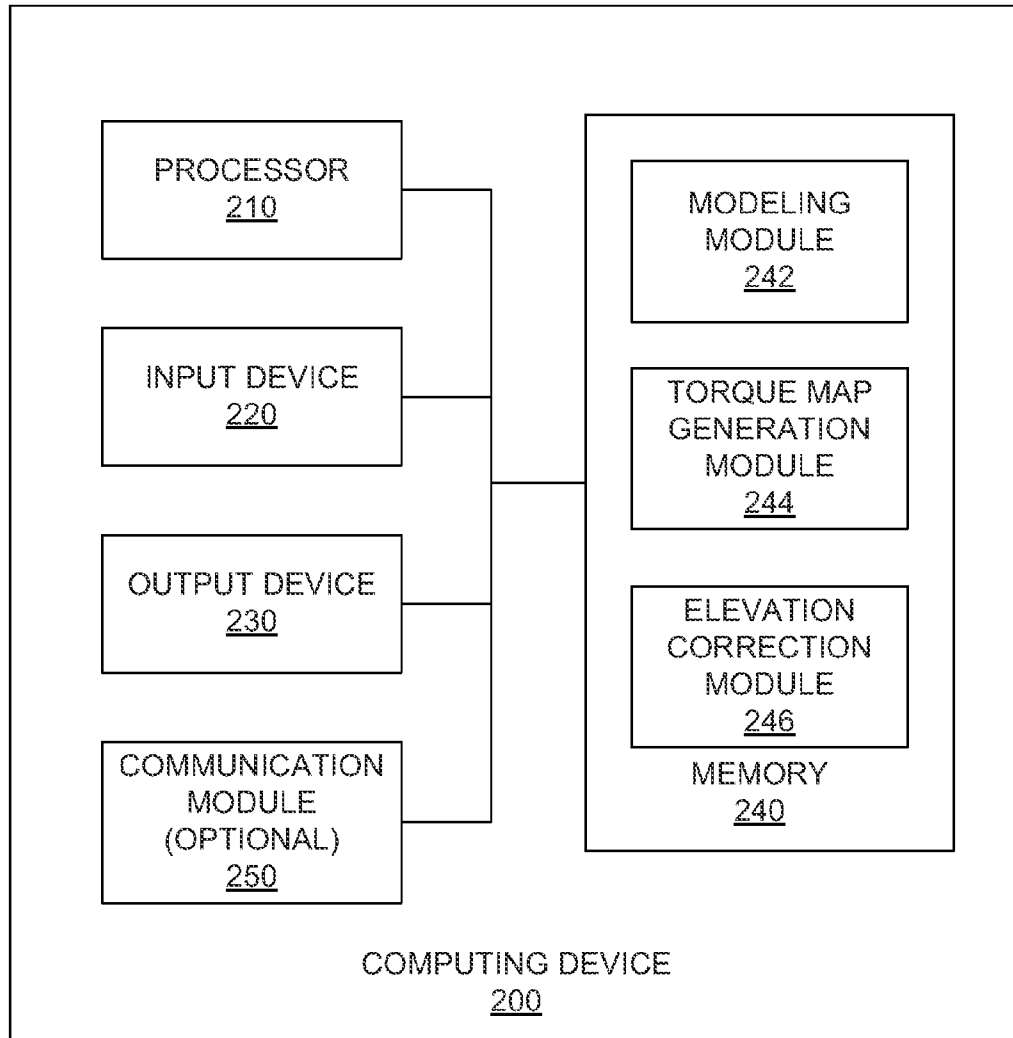 PROCESSOR
210
INPUT DEVICE
220
OUTPUT DEVICE
230
COMMUNICATION
MODULE
(OPTIONAL)
250
MODELING
MODULE
242
TORQUE MAP
GENERATION
MODULE
244
ELEVATION
CORRECTION
MODULE
246
MEMORY
240
COMPUTING DEVICE
200